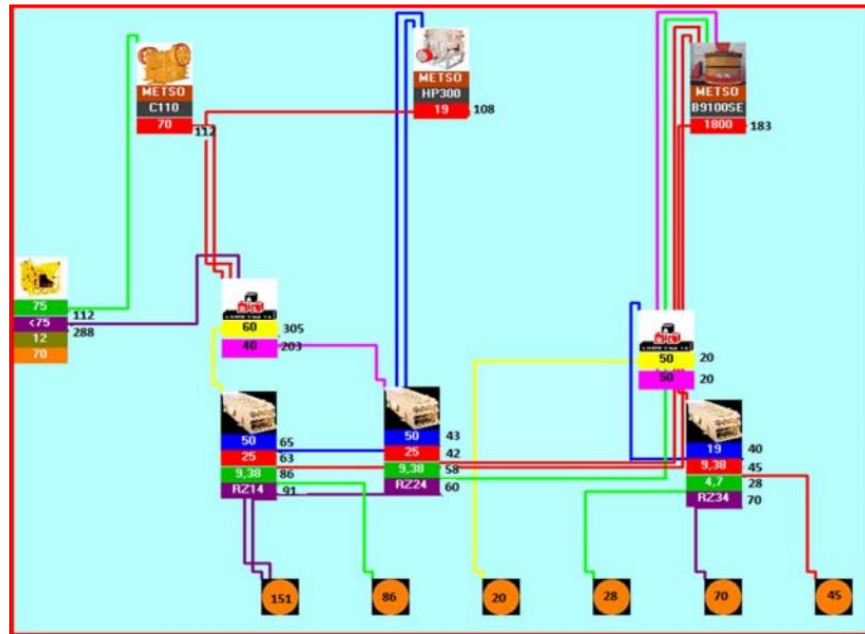 METSO
C110
70 112
METSO
HP300
19 108
METSO
B9100SE
1800 183
75
<75 112
12 288
70
60 305
40 203
50 20
50 20
50 65
25 63
9,38 86
RZ14 91
50 43
25 42
9,38 58
RZ24 60
19 40
9,38 45
4,7 28
RZ34 70
151
86
20
28
70
45